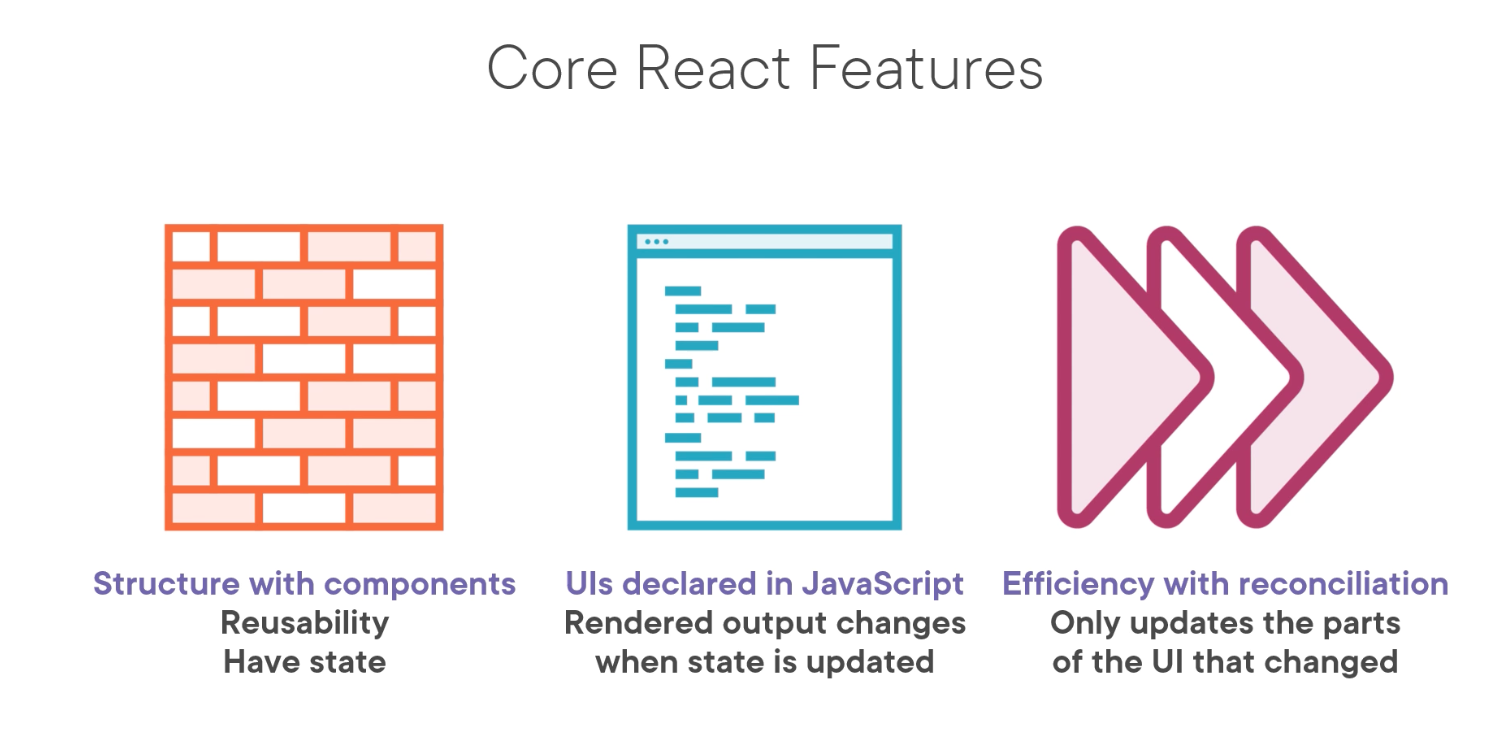 Core React Features
Structure with components
Reusability
Have state
UIs declared in JavaScript
Rendered output changes
when state is updated
Efficiency with reconciliation
Only updates the parts
of the UI that changed